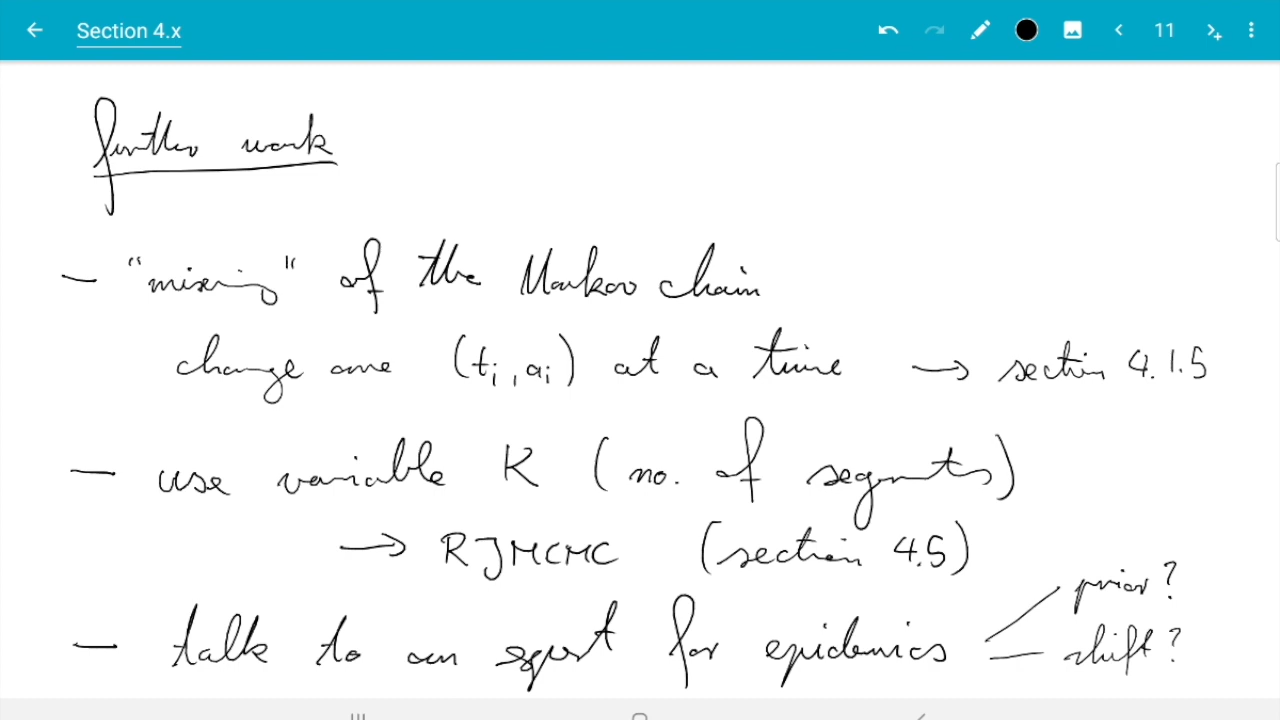 Section 4.x
11
further work
- "mixing" of the Markov chain
change one (ti, ai) at a time → section 4.1.5
- use variable K (no. of segments)
→ RJMCMC (section 4.5)
- talk to an expert for epidemics
prior?
shift?